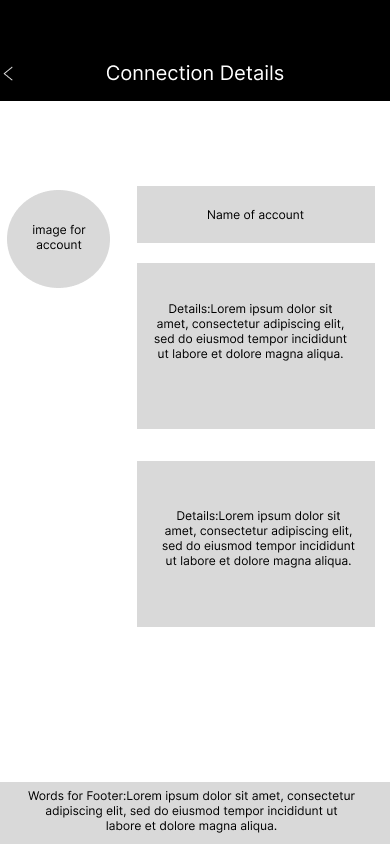 Connection Details
image for
account
Name of account
Details:Lorem ipsum dolor sit
amet, consectetur adipiscing elit,
sed do eiusmod tempor incididunt
ut labore et dolore magna aliqua.
Details:Lorem ipsum dolor sit
amet, consectetur adipiscing elit,
sed do eiusmod tempor incididunt
ut labore et dolore magna aliqua.
Words for Footer:Lorem ipsum dolor sit amet, consectetur
adipiscing elit, sed do eiusmod tempor incididunt ut
labore et dolore magna aliqua.